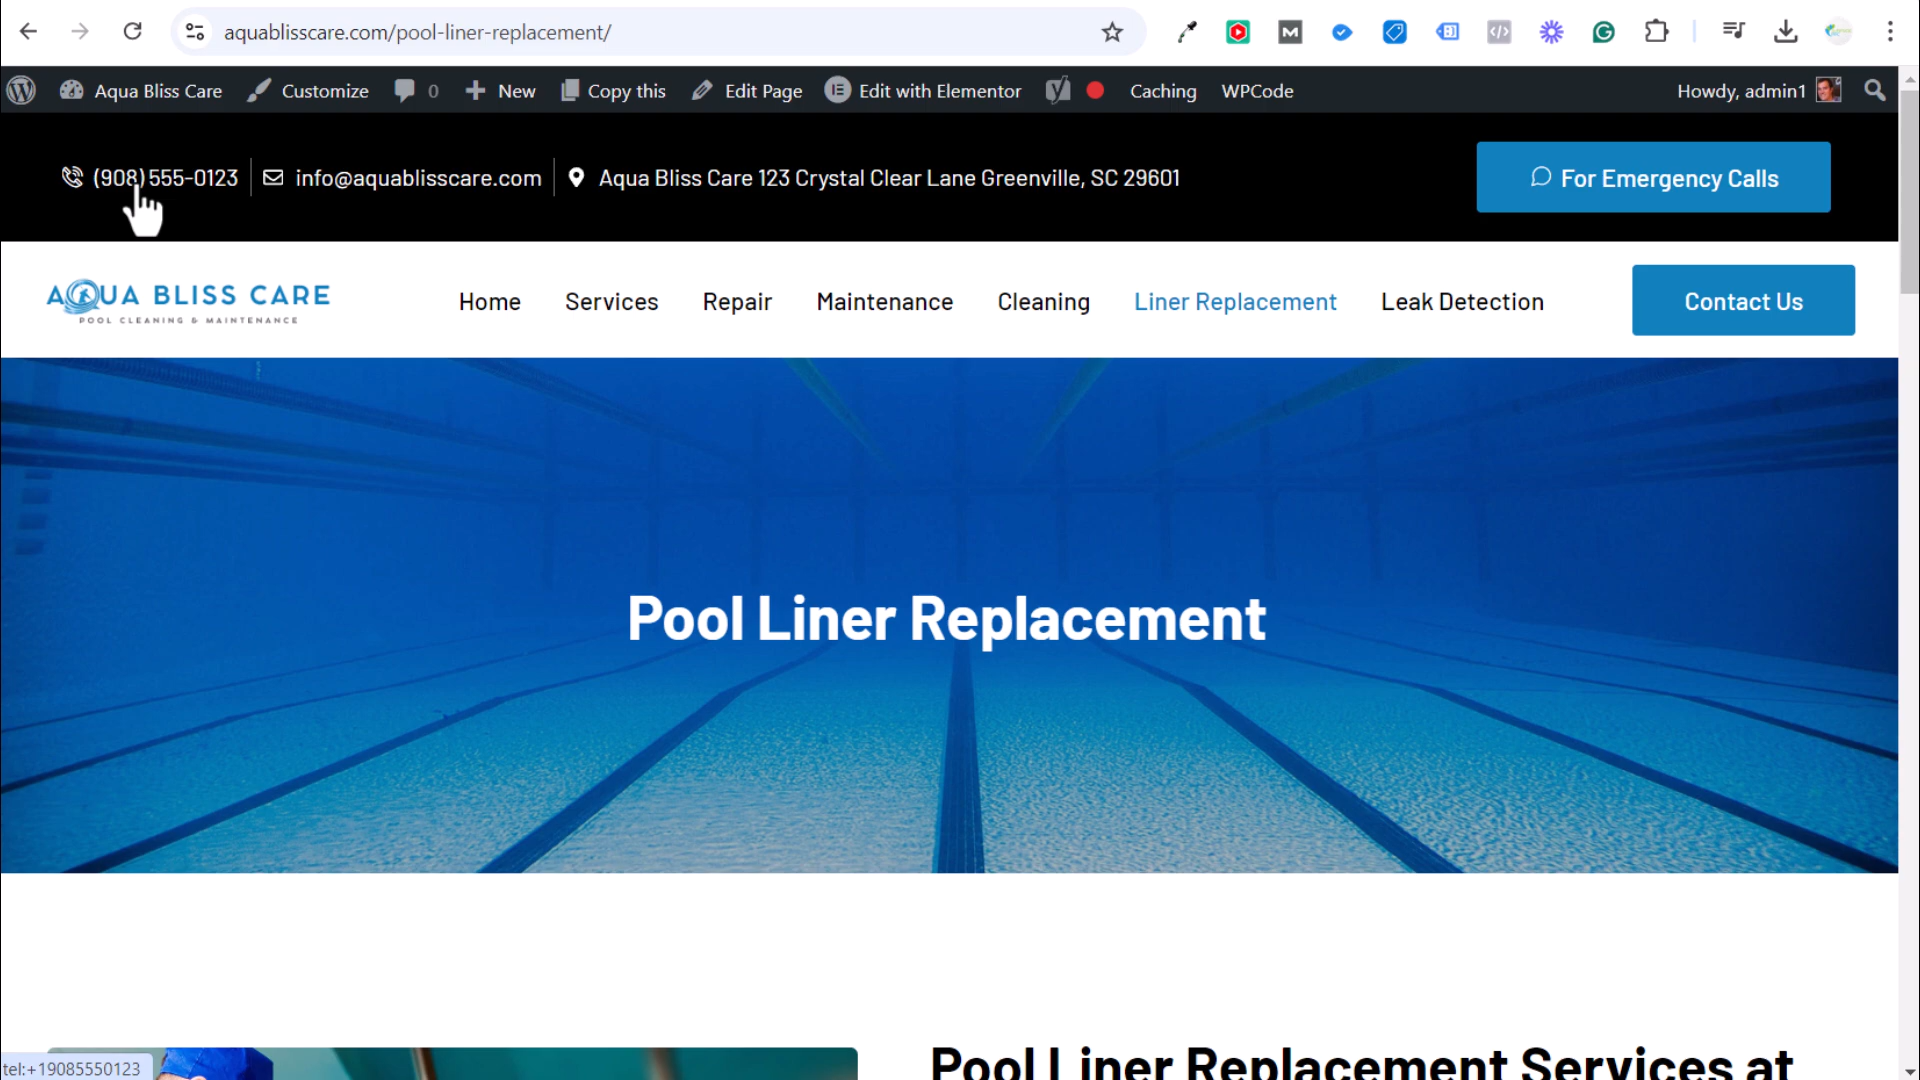 aquablisscare.com/pool-liner-replacement/
Aqua Bliss Care Customize 0 New Copy this Edit Page Edit with Elementor Caching WPCode Howdy, admin1
(908) 555-0123 info@aquablisscare.com Aqua Bliss Care 123 Crystal Clear Lane Greenville, SC 29601 For Emergency Calls
AQUA BLISS CARE
POOL CLEANING & MAINTENANCE
Home Services Repair Maintenance Cleaning Liner Replacement Leak Detection Contact Us
Pool Liner Replacement
Pool Liner Replacement Services at
tel:+19085550123